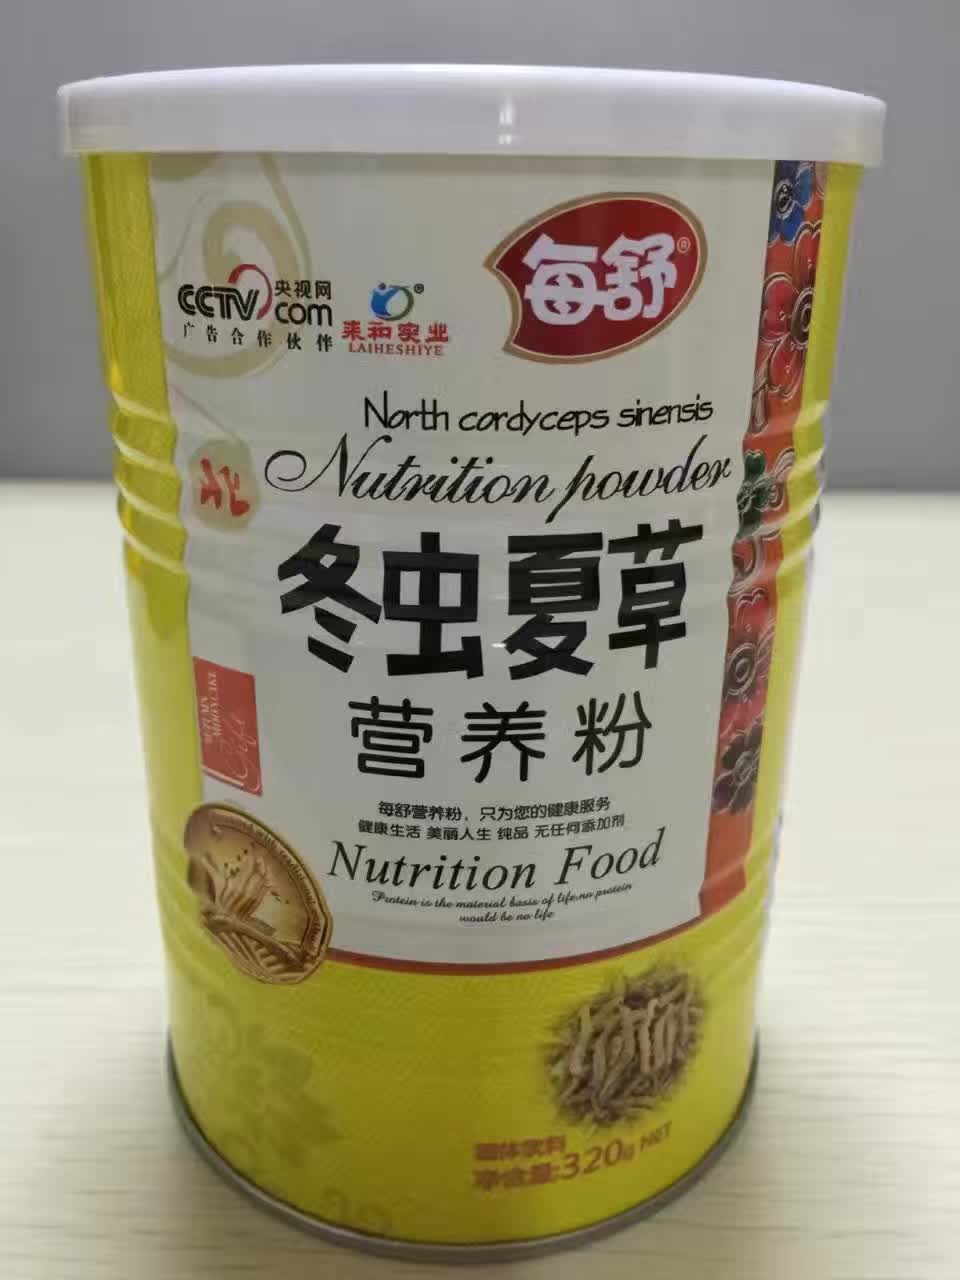 每舒®
CCTV.com 央视网
广告合作伙伴
®
来和实业
LAIHESHIYE
North cordyceps sinensis
Nutrition powder
北
冬虫夏草
营养粉
每舒营养粉，只为您的健康服务
健康生活 美丽人生 纯品 无任何添加剂
Nutrition Food
Protein is the material basis of life,no protein
would be no life
Gift
固体饮料
净含量:320g NET